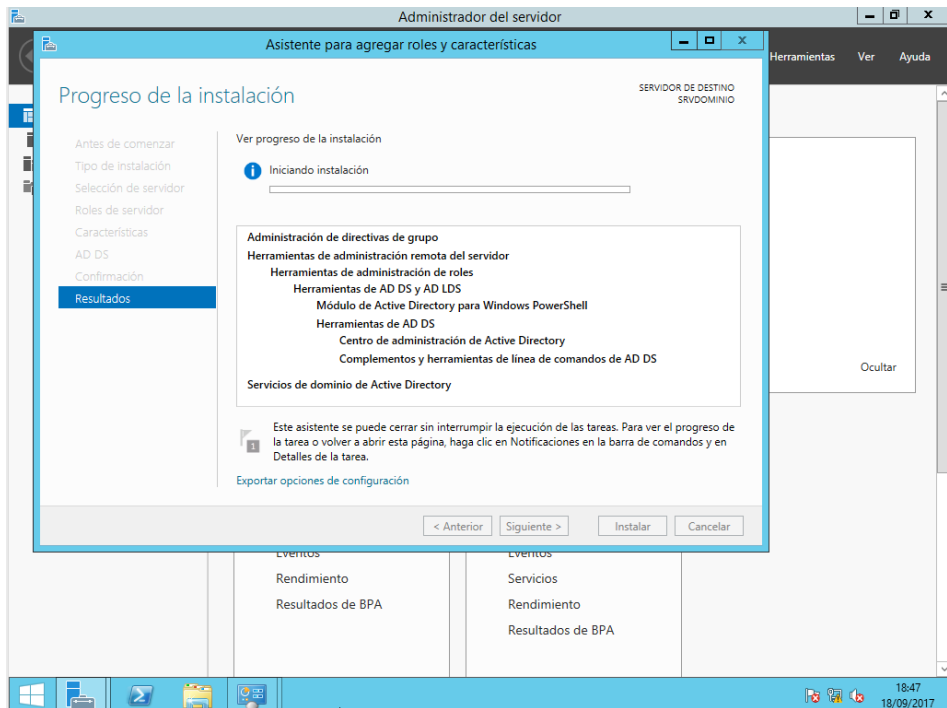 Administrador del servidor
Asistente para agregar roles y características
Herramientas Ver Ayuda
Progreso de la instalación
SERVIDOR DE DESTINO
SRVDOMINIO
Antes de comenzar
Tipo de instalación
Selección de servidor
Roles de servidor
Características
AD DS
Confirmación
Resultados
Ver progreso de la instalación
Iniciando instalación
Administración de directivas de grupo
Herramientas de administración remota del servidor
Herramientas de administración de roles
Herramientas de AD DS y AD LDS
Módulo de Active Directory para Windows PowerShell
Herramientas de AD DS
Centro de administración de Active Directory
Complementos y herramientas de línea de comandos de AD DS
Servicios de dominio de Active Directory
1
Este asistente se puede cerrar sin interrumpir la ejecución de las tareas. Para ver el progreso de
la tarea o volver a abrir esta página, haga clic en Notificaciones en la barra de comandos y en
Detalles de la tarea.
Exportar opciones de configuración
< Anterior Siguiente > Instalar Cancelar
Ocultar
Eventos
Rendimiento
Resultados de BPA
Eventos
Servicios
Rendimiento
Resultados de BPA
18:47
18/09/2017